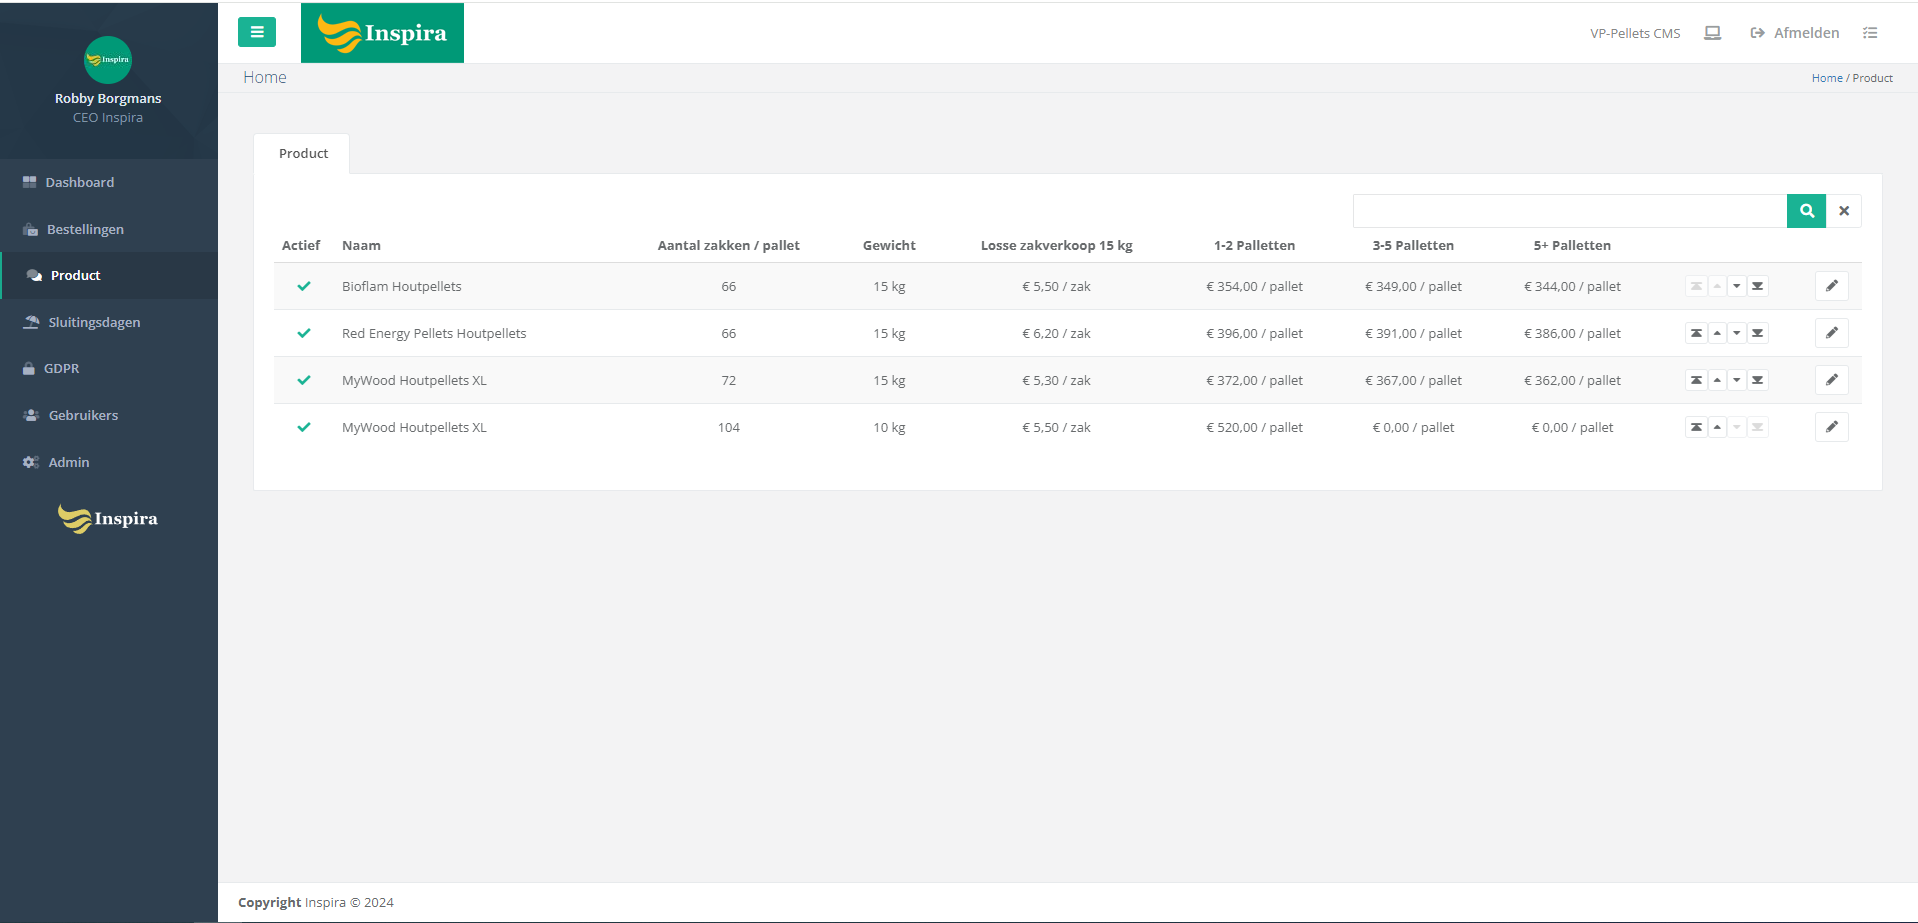 Inspira
VP-Pellets CMS
Afmelden
Inspira
Robby Borgmans
CEO Inspira
Home
Home / Product
Dashboard
Bestellingen
Product
Sluitingsdagen
GDPR
Gebruikers
Admin
Inspira
Product
Actief Naam Aantal zakken / pallet Gewicht Losse zakverkoop 15 kg 1-2 Palletten 3-5 Palletten 5+ Palletten
Bioflam Houtpellets 66 15 kg € 5,50 / zak € 354,00 / pallet € 349,00 / pallet € 344,00 / pallet
Red Energy Pellets Houtpellets 66 15 kg € 6,20 / zak € 396,00 / pallet € 391,00 / pallet € 386,00 / pallet
MyWood Houtpellets XL 72 15 kg € 5,30 / zak € 372,00 / pallet € 367,00 / pallet € 362,00 / pallet
MyWood Houtpellets XL 104 10 kg € 5,50 / zak € 520,00 / pallet € 0,00 / pallet € 0,00 / pallet
Copyright Inspira © 2024